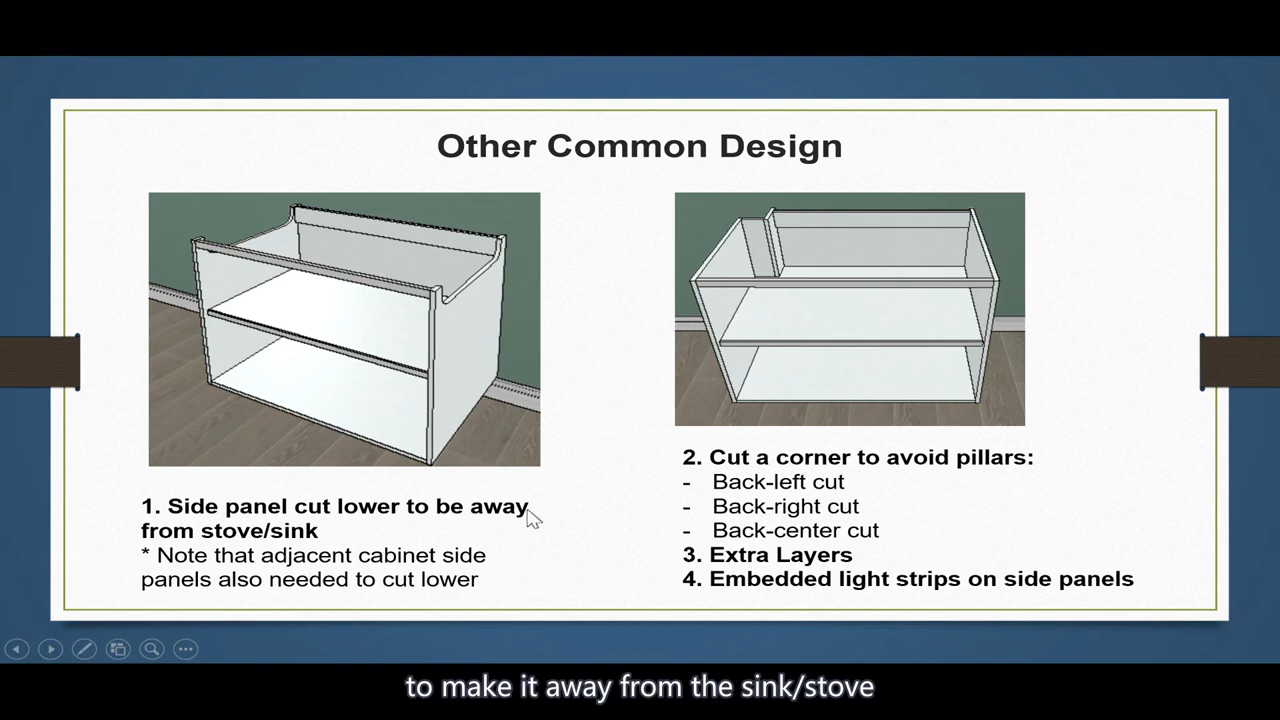 Other Common Design
1. Side panel cut lower to be away
from stove/sink
* Note that adjacent cabinet side
panels also needed to cut lower
2. Cut a corner to avoid pillars:
- Back-left cut
- Back-right cut
- Back-center cut
3. Extra Layers
4. Embedded light strips on side panels
to make it away from the sink/stove